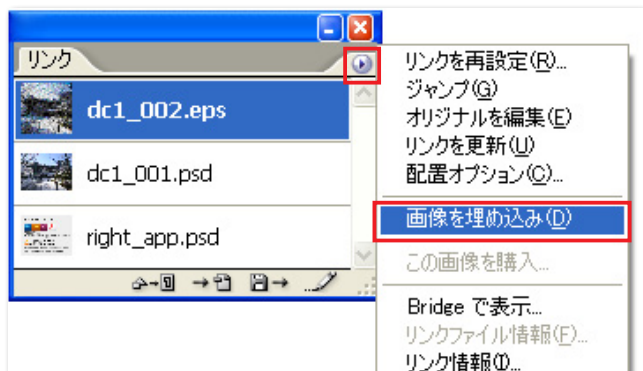 リンク
dc1_002.eps
dc1_001.psd
right_app.psd
リンクを再設定(R)...
ジャンプ(G)
オリジナルを編集(E)
リンクを更新(U)
配置オプション(C)...
画像を埋め込み(D)
この画像を購入...
Bridge で表示...
リンクファイル情報(F)...
リンク情報(I)...